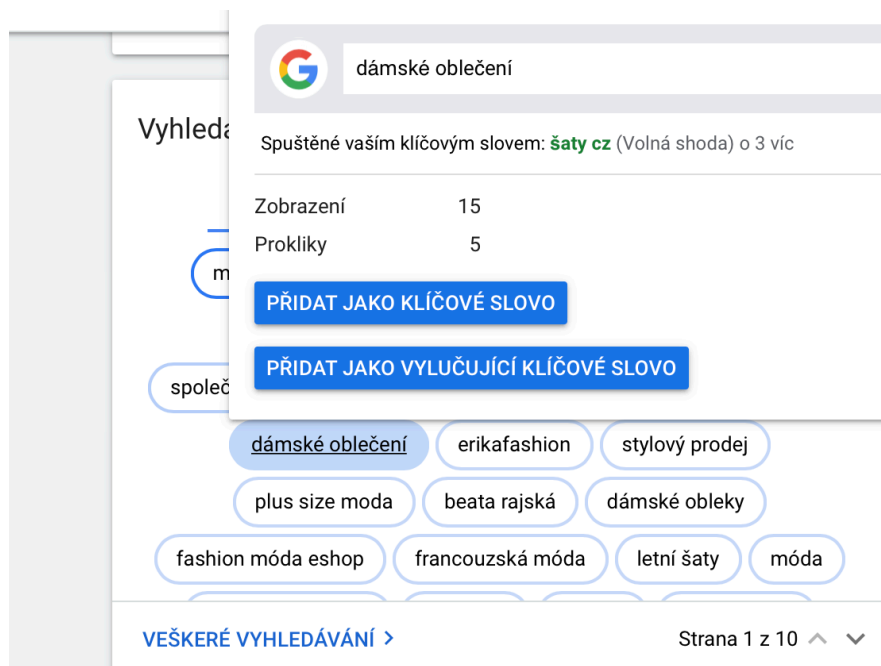 dámské oblečení
Vyhledá
Spuštěné vaším klíčovým slovem: šaty cz (Volná shoda) o 3 víc
Zobrazení 15
Prokliky 5
m
PŘIDAT JAKO KLÍČOVÉ SLOVO
PŘIDAT JAKO VYLUČUJÍCÍ KLÍČOVÉ SLOVO
společ
dámské oblečení erikafashion stylový prodej
plus size moda beata rajská dámské obleky
fashion móda eshop francouzská móda letní šaty móda
VEŠKERÉ VYHLEDÁVÁNÍ Strana 1 z 10